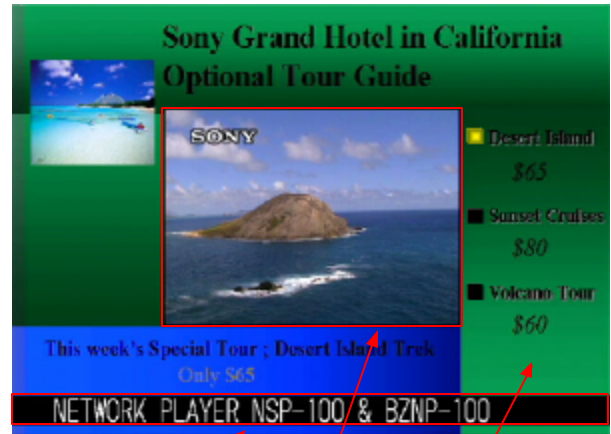 Sony Grand Hotel in California
Optional Tour Guide
SONY
Desert Island
$65
Sunset Cruises
$80
Volcano Tour
$60
This week's Special Tour ; Desert Island Trek
Only $65
NETWORK PLAYER NSP-100 & BZNP-100